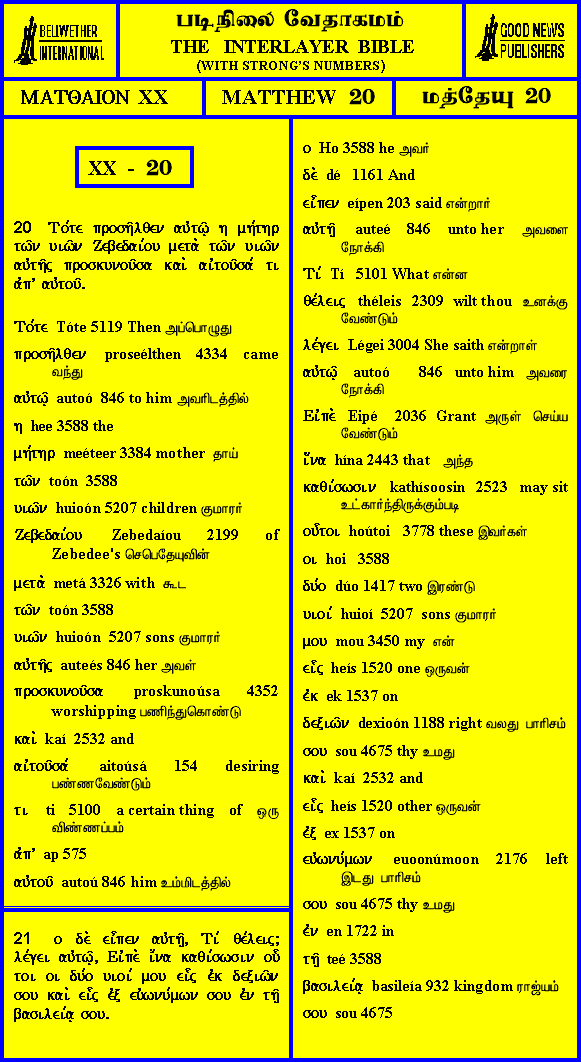 BELIWETHER
INTERNATIONAL
படிநிலை வேதாகமம்
THE INTERLAYER BIBLE
(WITH STRONG'S NUMBERS)
GOOD NEWS
PUBLISHERS
ΜΑΤΘΑΙΟΝ XX
MATTHEW 20
மத்தேயு 20
XX - 20
20 Τότε προσῆλθεν αὐτῷ η μήτηρ
τῶν υιῶν Ζεβεδαίου μετὰ τῶν υιῶν
αὐτῆς προσκυνοῦσα καὶ αἰτοῦσά τι
ἀπ' αὐτοῦ.
Τότε Tóte 5119 Then அப்பொழுது
προσῆλθεν proseélthen 4334 came
வந்து
αὐτῷ autoó 846 to him அவரிடத்தில்
η hee 3588 the
μήτηρ meéteer 3384 mother தாய்
τῶν toón 3588
υιῶν huioón 5207 children குமாரர்
Ζεβεδαίου Zebedaíou 2199 of
Zebedee's செபெதேயுவின்
μετὰ metá 3326 with கூட
τῶν toón 3588
υιῶν huioón 5207 sons குமாரர்
αὐτῆς auteés 846 her அவள்
προσκυνοῦσα proskunoúsa 4352
worshipping பணிந்துகொண்டு
καὶ kaí 2532 and
αἰτοῦσά aitoúsá 154 desiring
பண்ணவேண்டும்
τι ti 5100 a certain thing of ஒரு
விண்ணப்பம்
ἀπ' ap 575
αὐτοῦ autoú 846 him உம்மிடத்தில்
21 ο δὲ εἶπεν αὐτῇ, Τί θέλεις;
λέγει αὐτῷ, Εἰπὲ ἵνα καθίσωσιν οὗ
τοι οι δύο υιοί μου εἷς ἐκ δεξιῶν
σου καὶ εἷς ἐξ εὐωνύμων σου ἐν τῇ
βασιλείᾳ σου.
ο Ho 3588 he அவர்
δὲ dé 1161 And
εἶπεν eípen 203 said என்றார்
αὐτῇ auteé 846 unto her அவளை
நோக்கி
Τί Tí 5101 What என்ன
θέλεις théleis 2309 wilt thou உனக்கு
வேண்டும்
λέγει Légei 3004 She saith என்றாள்
αὐτῷ autoó 846 unto him அவரை
நோக்கி
Εἰπὲ Eipé 2036 Grant அருள் செய்ய
வேண்டும்
ἵνα hína 2443 that அந்த
καθίσωσιν kathísoosin 2523 may sit
உட்கார்ந்திருக்கும்படி
οὗτοι hoútoi 3778 these இவர்கள்
οι hoi 3588
δύο dúo 1417 two இரண்டு
υιοί huioí 5207 sons குமாரர்
μου mou 3450 my என்
εἷς heís 1520 one ஒருவன்
ἐκ ek 1537 on
δεξιῶν dexioón 1188 right வலது பாரிசம்
σου sou 4675 thy உமது
καὶ kaí 2532 and
εἷς heís 1520 other ஒருவன்
ἐξ ex 1537 on
εὐωνύμων euoonúmoon 2176 left
இடது பாரிசம்
σου sou 4675 thy உமது
ἐν en 1722 in
τῇ teé 3588
βασιλείᾳ basileía 932 kingdom ராஜ்யம்
σου sou 4675